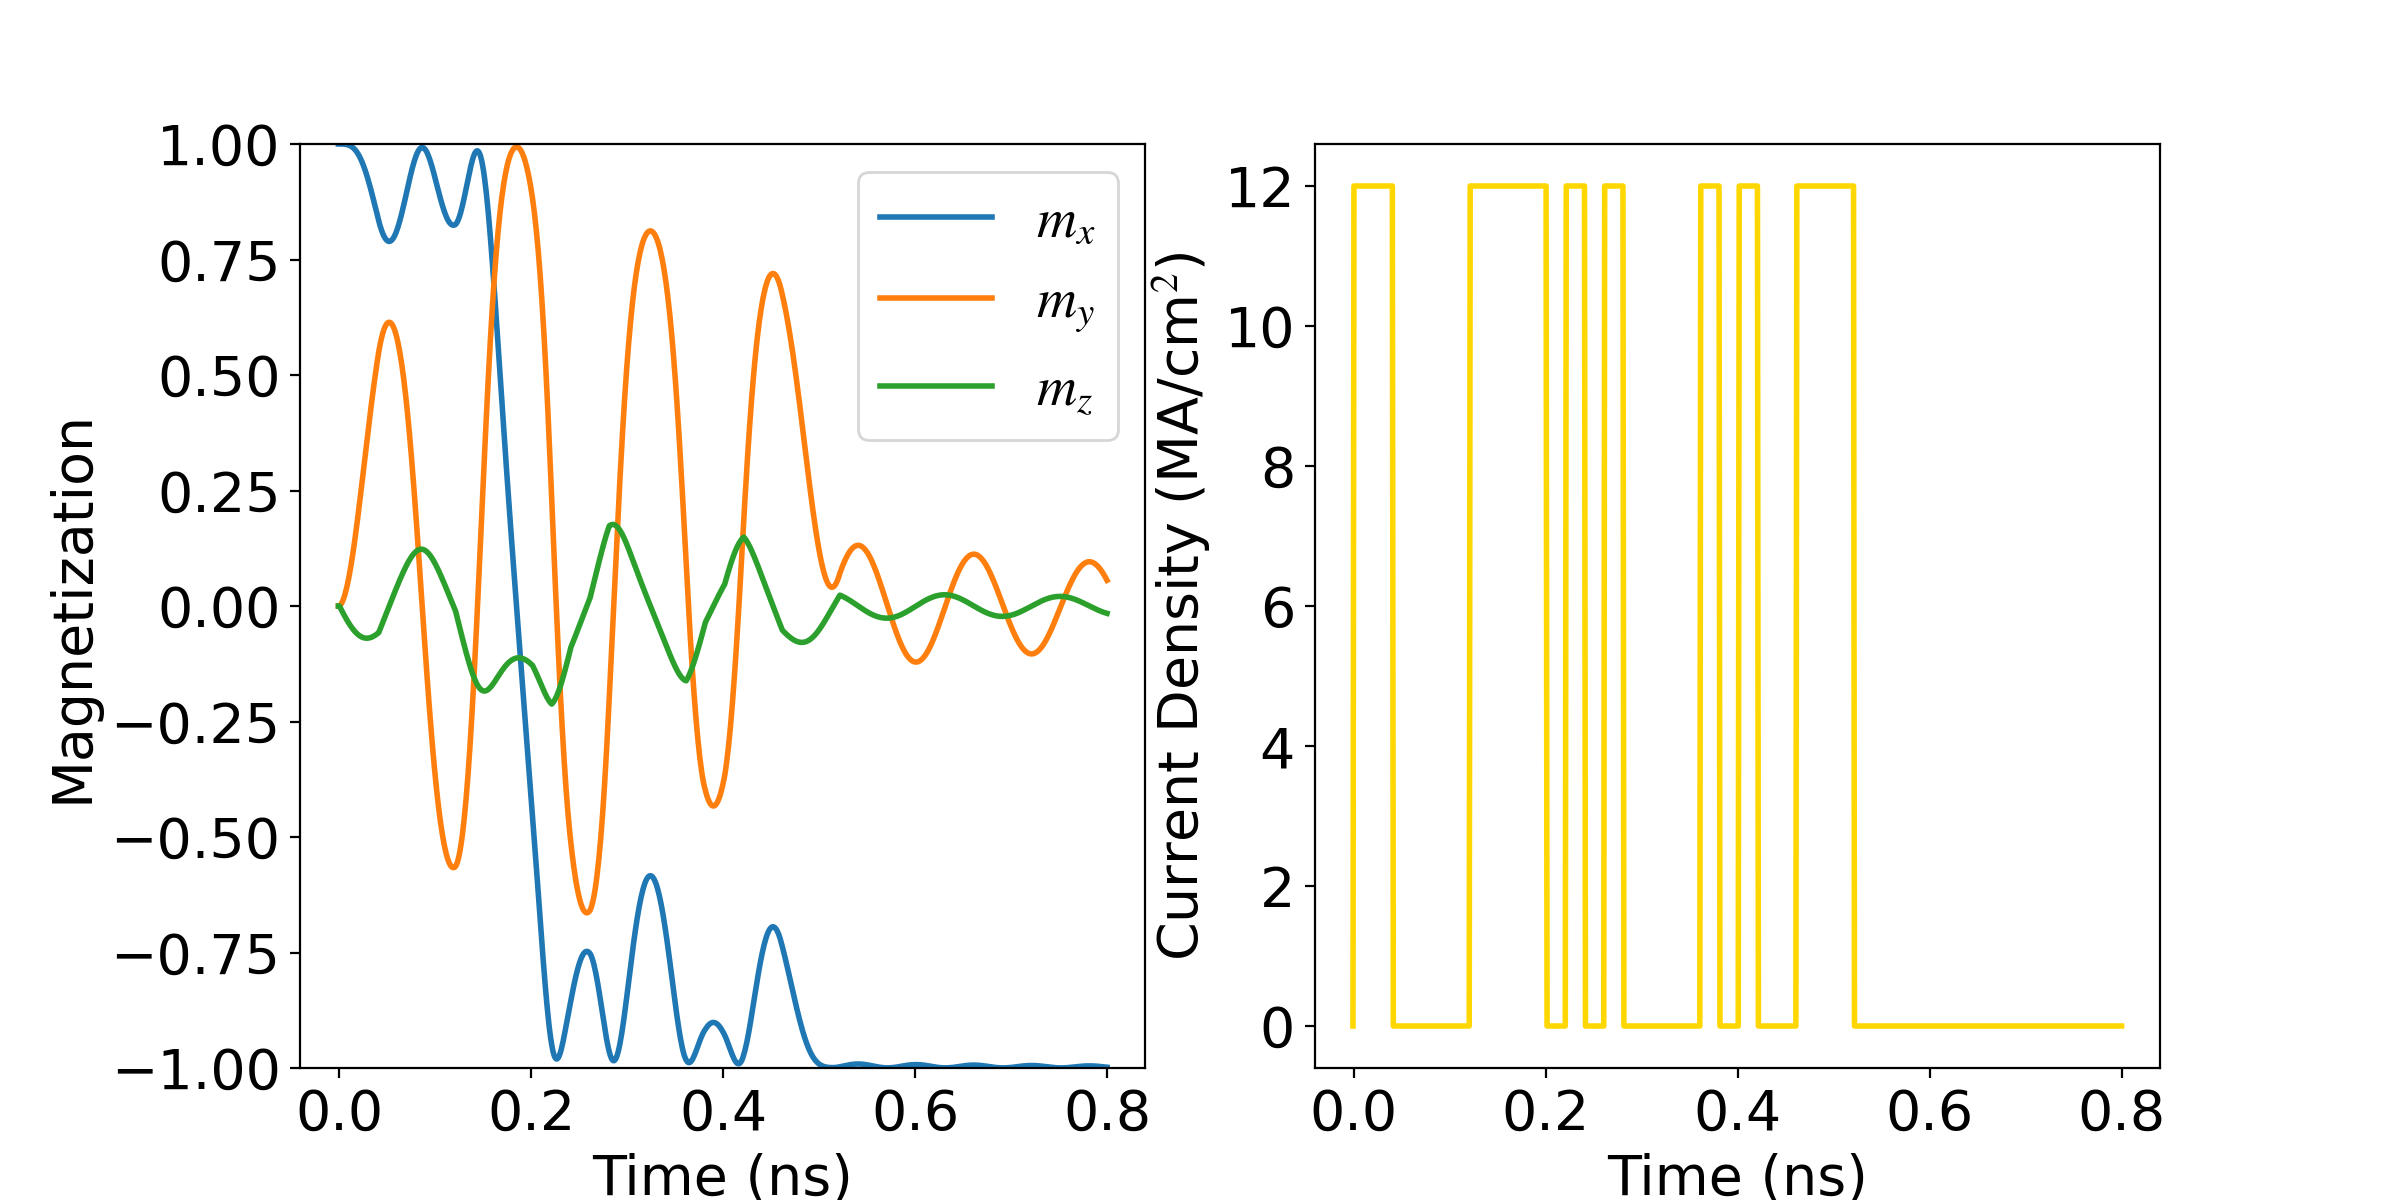 1.00
0.75
0.50
0.25
0.00
−0.25
−0.50
−0.75
−1.00
Magnetization
0.0 0.2 0.4 0.6 0.8
Time (ns)
m_x
m_y
m_z
Current Density (MA/cm²)
12
10
8
6
4
2
0
0.0 0.2 0.4 0.6 0.8
Time (ns)